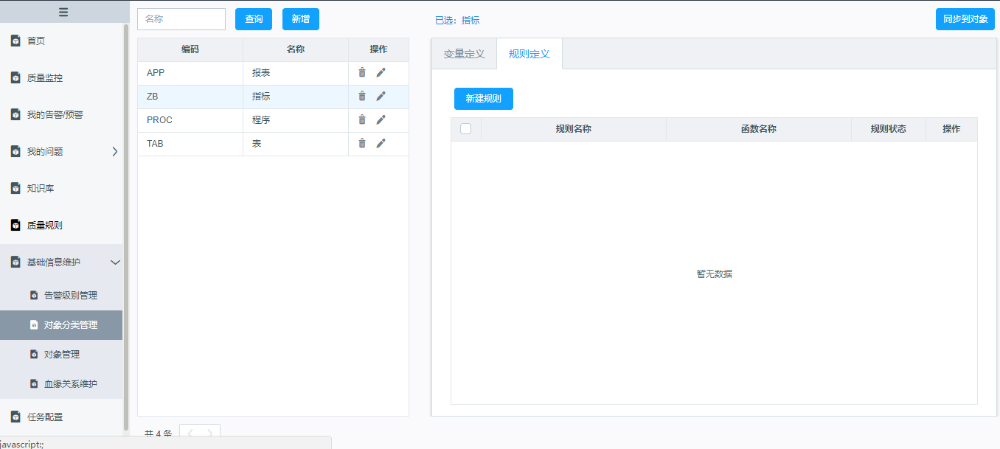 首页
质量监控
我的告警/预警
我的问题
知识库
质量规则
基础信息维护
告警级别管理
对象分类管理
对象管理
血缘关系维护
任务配置
名称 查询 新增
编码 名称 操作
APP 报表
ZB 指标
PROC 程序
TAB 表
共 4 条
已选: 指标 同步到对象
变量定义 规则定义
新建规则
规则名称 函数名称 规则状态 操作
暂无数据
javascript:;